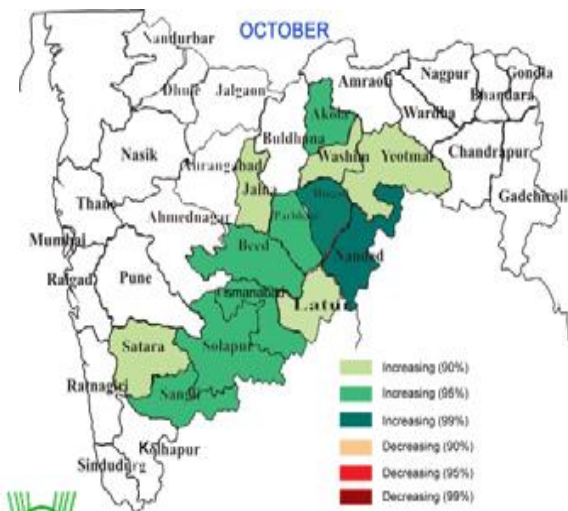 OCTOBER
Nandurbar
Dhule
Jalgaon
Amraoti
Nagpur
Gondia
Bhandara
Wardha
Akola
Buldhana
Washim
Yeotmal
Chandrapur
Gadchiroli
Nasik
Aurangabad
Jalna
Parbhani
Thane
Ahmednagar
Mumbai
Raigad
Beed
Nanded
Pune
Osmanabad
Latur
Satara
Solapur
Ratnagiri
Sangli
Kolhapur
Sindudurg
Increasing (90%)
Increasing (95%)
Increasing (99%)
Decreasing (90%)
Decreasing (95%)
Decreasing (99%)